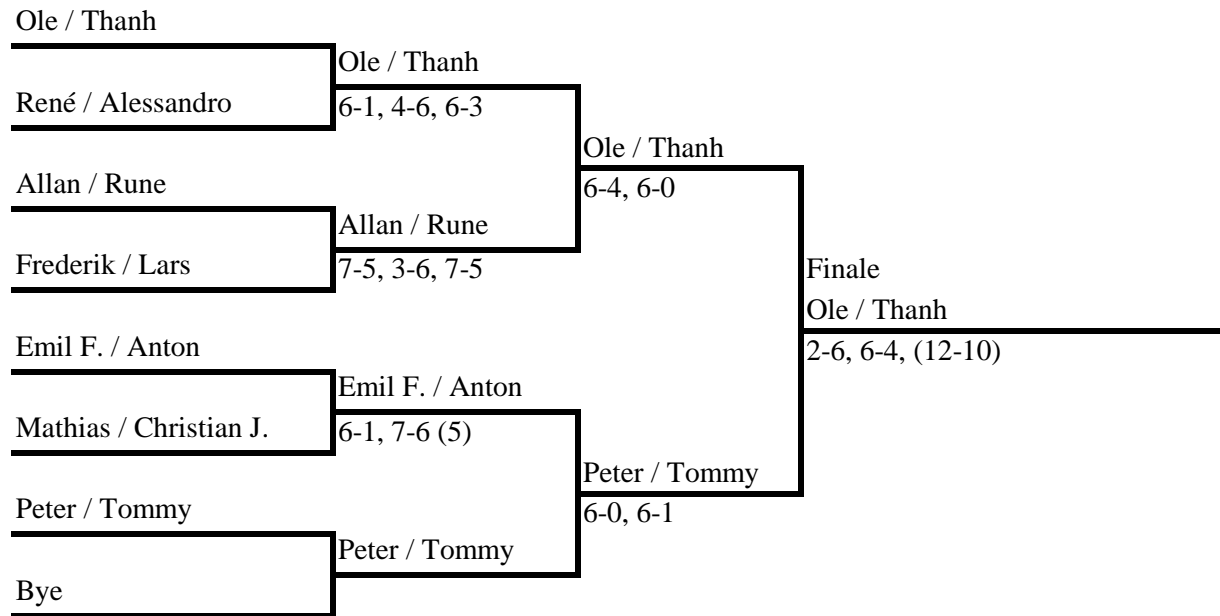 Ole / Thanh
René / Alessandro
Allan / Rune
Frederik / Lars
Emil F. / Anton
Mathias / Christian J.
Peter / Tommy
Bye
Ole / Thanh
6-1, 4-6, 6-3
Allan / Rune
7-5, 3-6, 7-5
Emil F. / Anton
6-1, 7-6 (5)
Peter / Tommy
Ole / Thanh
6-4, 6-0
Peter / Tommy
6-0, 6-1
Finale
Ole / Thanh
2-6, 6-4, (12-10)